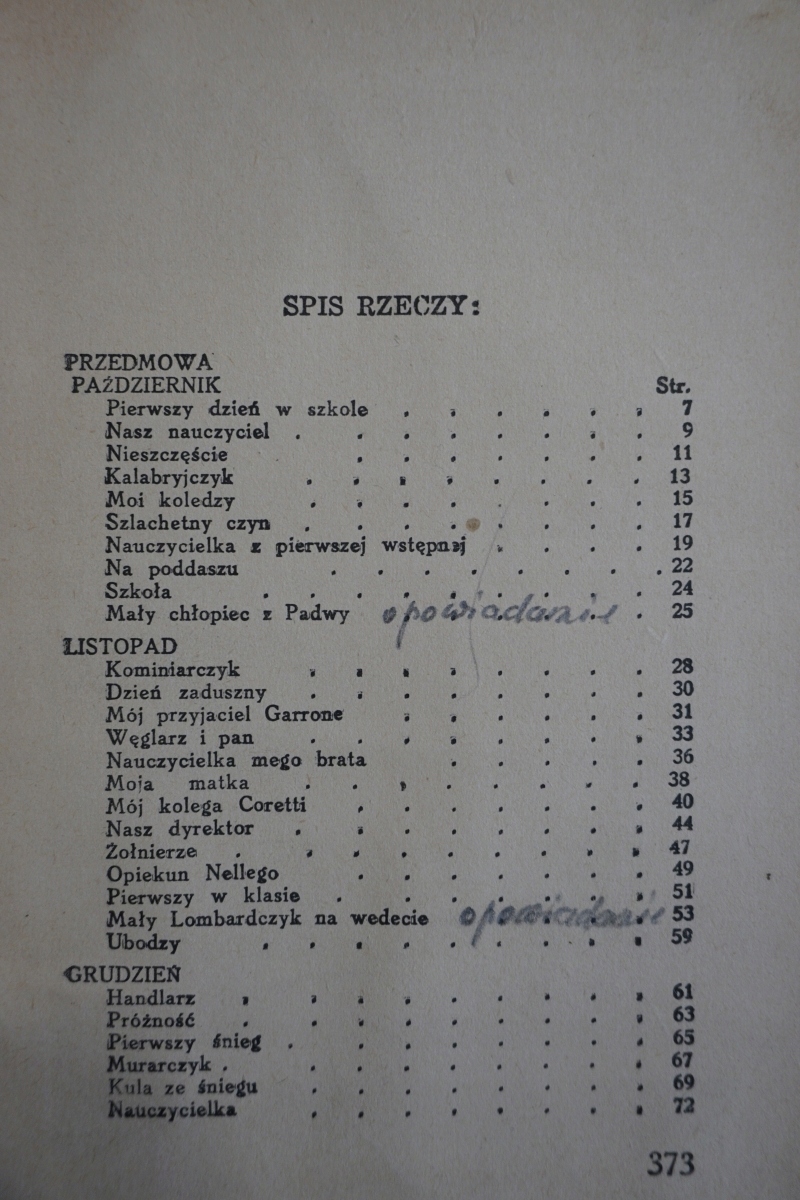 SPIS RZECZY:
PRZEDMOWA
PAŹDZIERNIK Str.
Pierwszy dzień w szkole . . . . . . 7
Nasz nauczyciel . . . . . . . . 9
Nieszczęście . . . . . . . 11
Kalabryjczyk . . . . . . . . 13
Moi koledzy . . . . . . . . 15
Szlachetny czyn . . . . . . . . 17
Nauczycielka z pierwszej wstępnej . . . . 19
Na poddaszu . . . . . . . . 22
Szkoła . . . . . . . . . 24
Mały chłopiec z Padwy opowiadanie . 25
LISTOPAD
Kominiarczyk . . . . . . . . 28
Dzień zaduszny . . . . . . . . 30
Mój przyjaciel Garrone . . . . . . 31
Węglarz i pan . . . . . . . . 33
Nauczycielka mego brata . . . . . 36
Moja matka . . . . . . . . 38
Mój kolega Coretti . . . . . . . 40
Nasz dyrektor . . . . . . . . 44
Żołnierze . . . . . . . . . 47
Opiekun Nellego . . . . . . . 49
Pierwszy w klasie . . . . . . . 51
Mały Lombardczyk na wedecie opowiadanie 53
Ubodzy . . . . . . . . . 59
GRUDZIEŃ
Handlarz . . . . . . . . . 61
Próżność . . . . . . . . . 63
Pierwszy śnieg . . . . . . . . 65
Murarczyk . . . . . . . . . 67
Kula ze śniegu . . . . . . . . 69
Nauczycielka . . . . . . . . 72
373